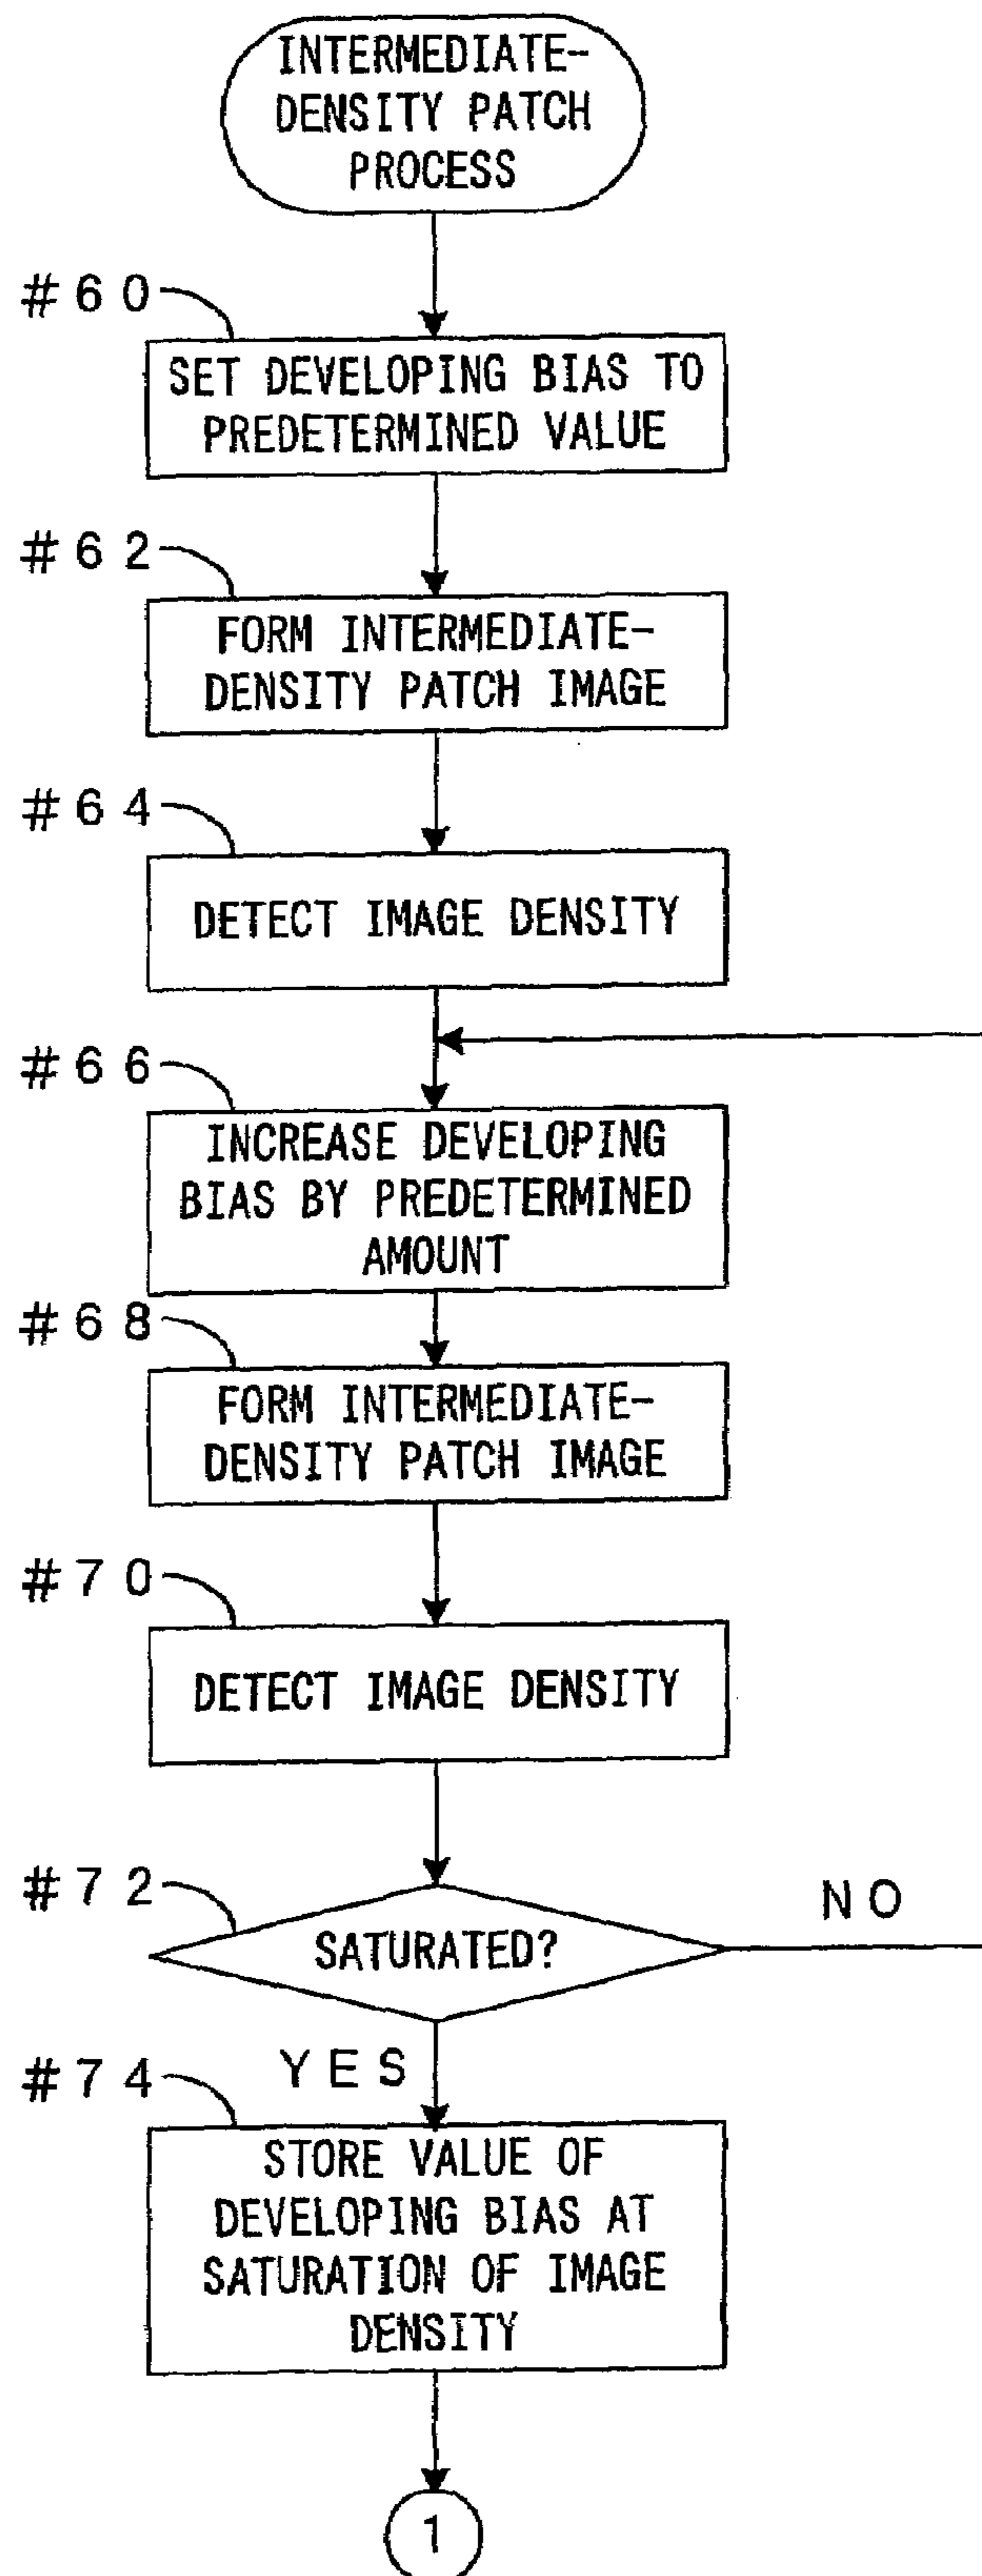 INTERMEDIATE-
DENSITY PATCH
PROCESS
#60
SET DEVELOPING BIAS TO
PREDETERMINED VALUE
#62
FORM INTERMEDIATE-
DENSITY PATCH IMAGE
#64
DETECT IMAGE DENSITY
#66
INCREASE DEVELOPING
BIAS BY PREDETERMINED
AMOUNT
#68
FORM INTERMEDIATE-
DENSITY PATCH IMAGE
#70
DETECT IMAGE DENSITY
#72
SATURATED?
NO
YES
#74
STORE VALUE OF
DEVELOPING BIAS AT
SATURATION OF IMAGE
DENSITY
1